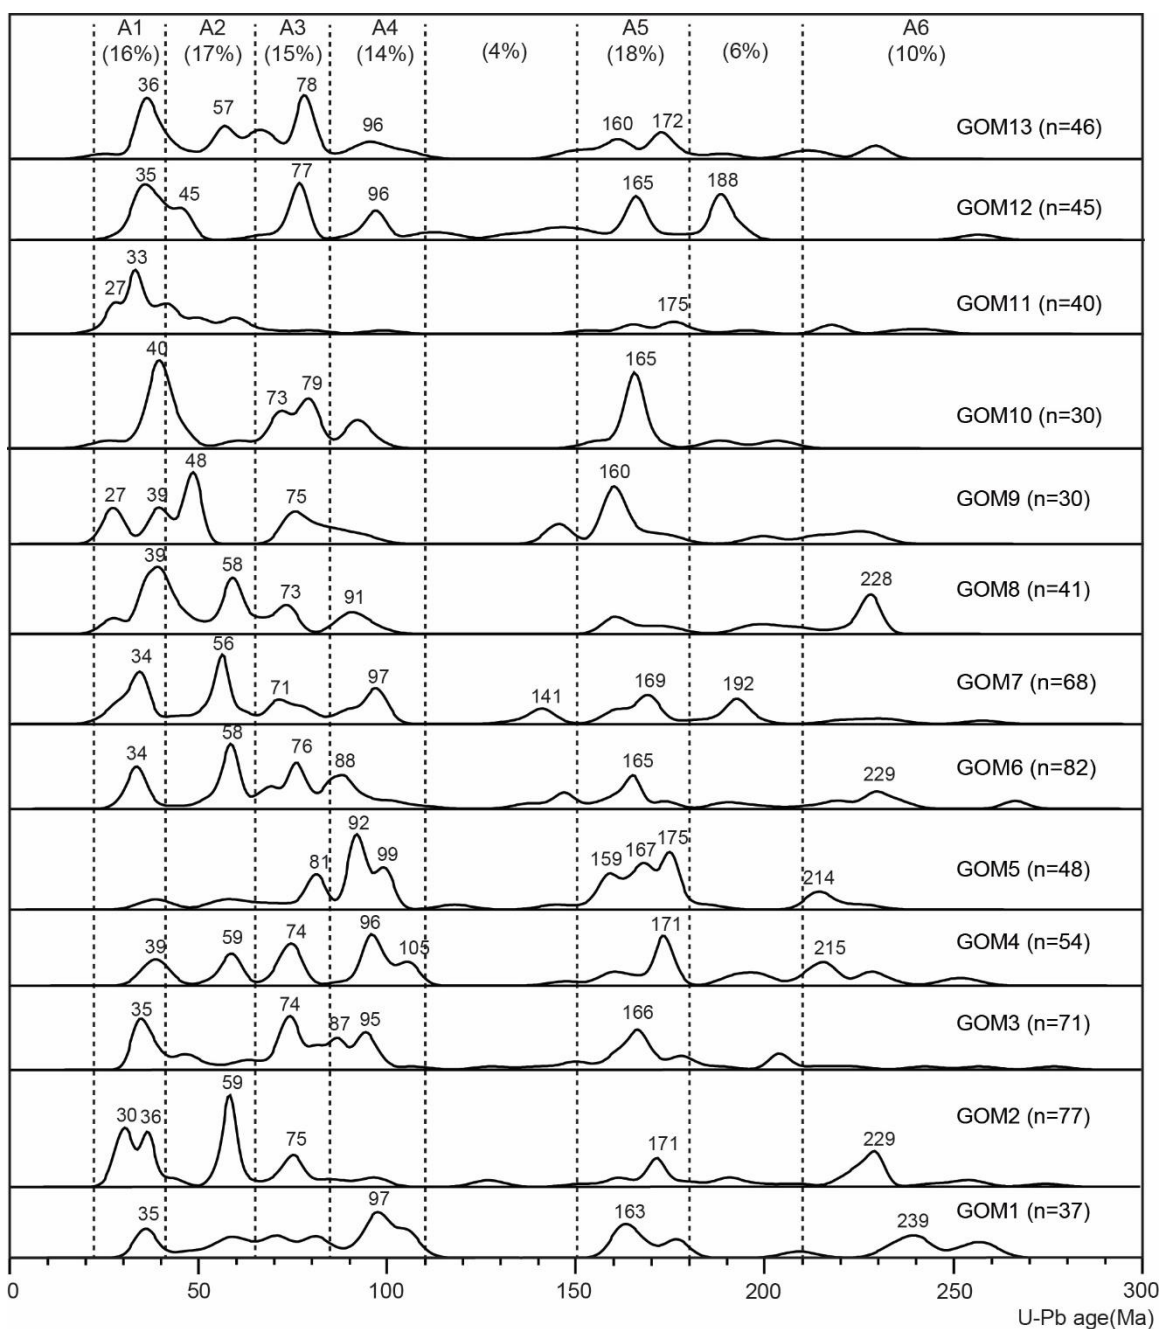 A1 A2 A3 A4 A5 A6
(16%) (17%) (15%) (14%) (4%) (18%) (6%) (10%)
36 57 78 96 160 172
GOM13 (n=46)
35 45 77 96 165 188
GOM12 (n=45)
27 33 175
GOM11 (n=40)
40 73 79 165
GOM10 (n=30)
27 39 48 75 160
GOM9 (n=30)
39 58 73 91 228
GOM8 (n=41)
34 56 71 97 141 169 192
GOM7 (n=68)
34 58 76 88 165 229
GOM6 (n=82)
81 92 99 159 167 175 214
GOM5 (n=48)
39 59 74 96 105 171 215
GOM4 (n=54)
35 74 87 95 166
GOM3 (n=71)
30 36 59 75 171 229
GOM2 (n=77)
35 97 163 239
GOM1 (n=37)
0 50 100 150 200 250 300
U-Pb age(Ma)